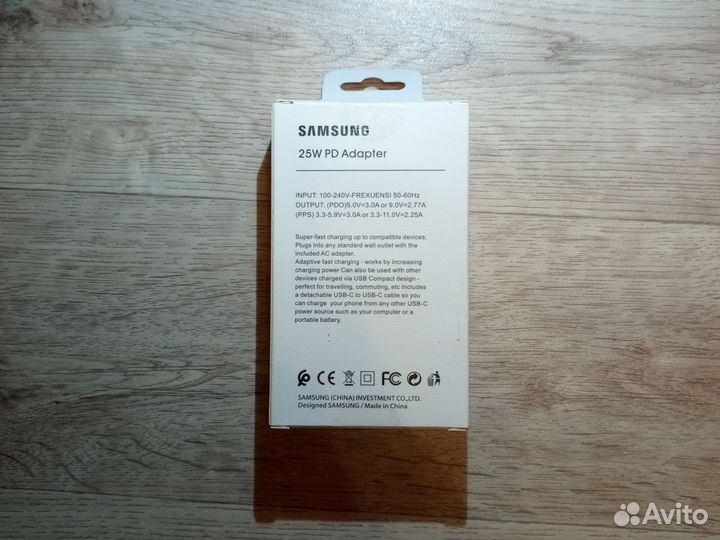 SAMSUNG
25W PD Adapter
INPUT: 100-240V-FREXUENSI 50-60Hz
OUTPUT: (PDO)5.0V=3.0A or 9.0V=2.77A
(PPS) 3.3-5.9V=3.0A or 3.3-11.0V=2.25A
Super-fast charging up to compatible devices.
Plugs into any standard wall outlet with the
included AC adapter.
Adaptive fast charging - works by increasing
charging power Can also be used with other
devices charged via USB Compact design -
perfect for travelling, commuting, etc includes
a detachable USB-C to USB-C cable so you
can charge your phone from any other USB-C
power source such as your computer or a
portable battery.
CE FC
SAMSUNG (CHINA) INVESTMENT CO.,LTD.
Designed SAMSUNG / Made in China
Avito